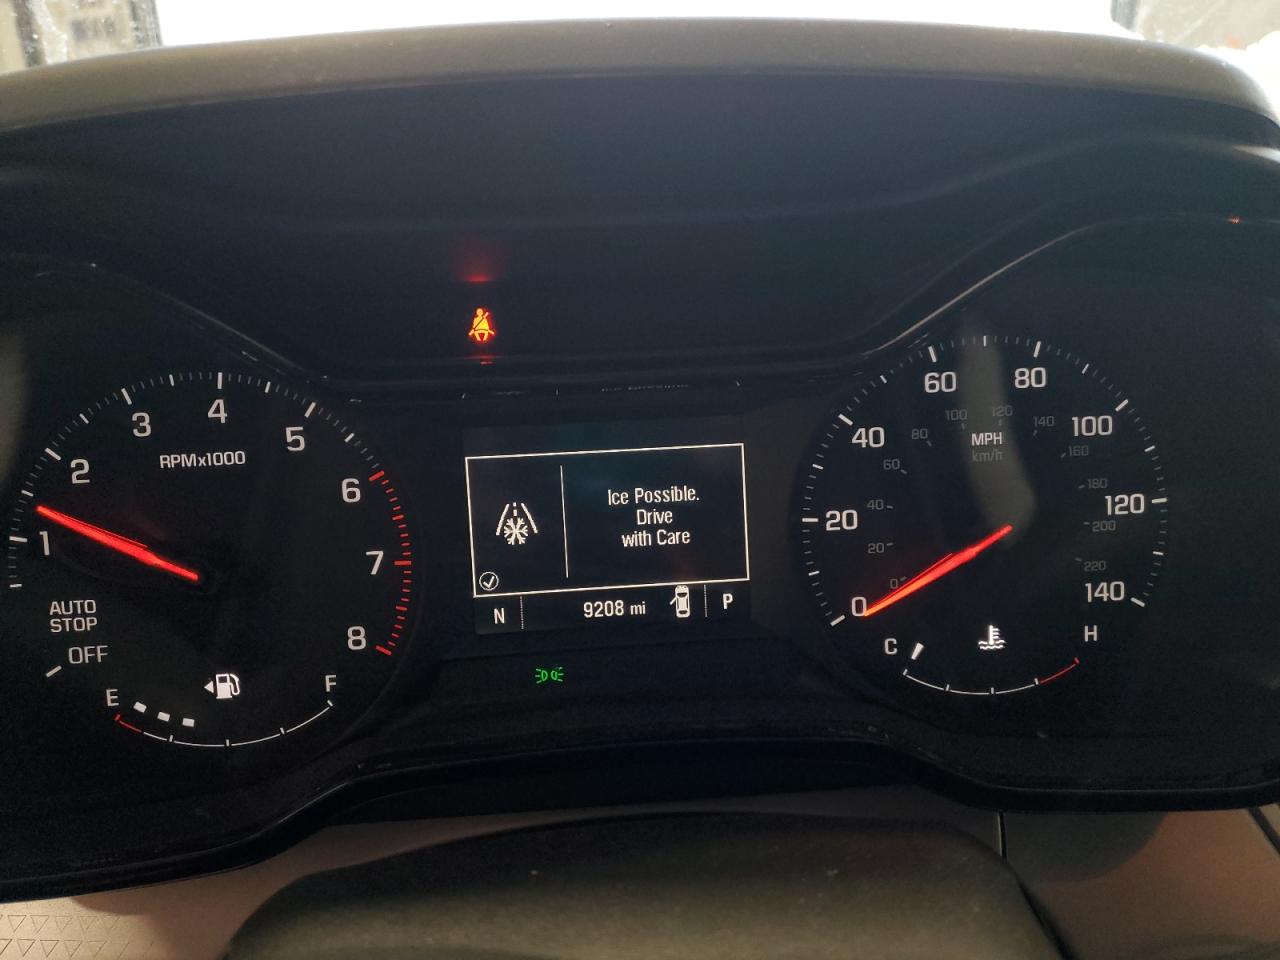 1
2
3
4
5
6
7
8
RPMx1000
AUTO
STOP
OFF
E
F
Ice Possible.
Drive
with Care
N
9208 mi
P
0
20
40
60
80
100
120
140
MPH
km/h
0
20
40
60
80
100
120
140
160
180
200
220
C
H